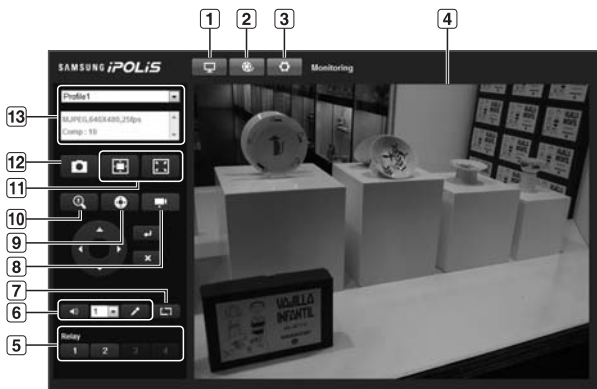 1 2 3 4
SAMSUNG iPOLiS
Monitoring
13
Profile1
MJPEG,640X480,25fps
Comp : 10
12
11
10
9
8
7
6
1
5
Relay
1 2 3 4
VAJILLA
INFANTIL